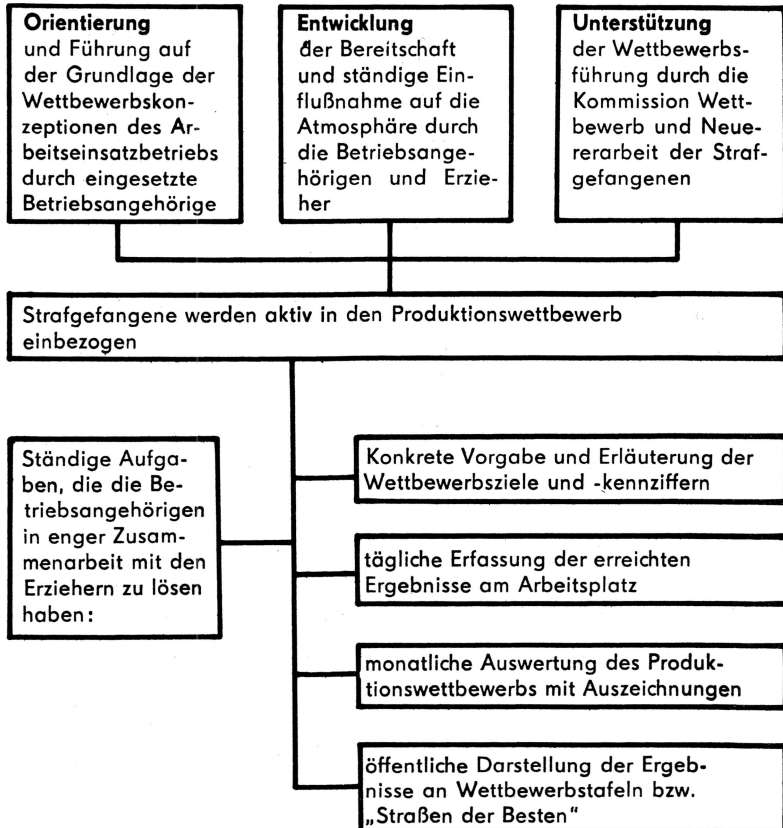 Orientierung
und Führung auf
der Grundlage der
Wettbewerbskon-
zeptionen des Ar-
beitseinsatzbetriebs
durch eingesetzte
Betriebsangehörige
Entwicklung
der Bereitschaft
und ständige Ein-
flußnahme auf die
Atmosphäre durch
die Betriebsange-
hörigen und Erzie-
her
Unterstützung
der Wettbewerbs-
führung durch die
Kommission Wett-
bewerb und Neue-
rerarbeit der Straf-
gefangenen
Strafgefangene werden aktiv in den Produktionswettbewerb
einbezogen
Ständige Aufga-
ben, die die Be-
triebsangehörigen
in enger Zusam-
menarbeit mit den
Erziehern zu lösen
haben:
Konkrete Vorgabe und Erläuterung der
Wettbewerbsziele und -kennziffern
tägliche Erfassung der erreichten
Ergebnisse am Arbeitsplatz
monatliche Auswertung des Produk-
tionswettbewerbs mit Auszeichnungen
öffentliche Darstellung der Ergeb-
nisse an Wettbewerbstafeln bzw.
„Straßen der Besten"